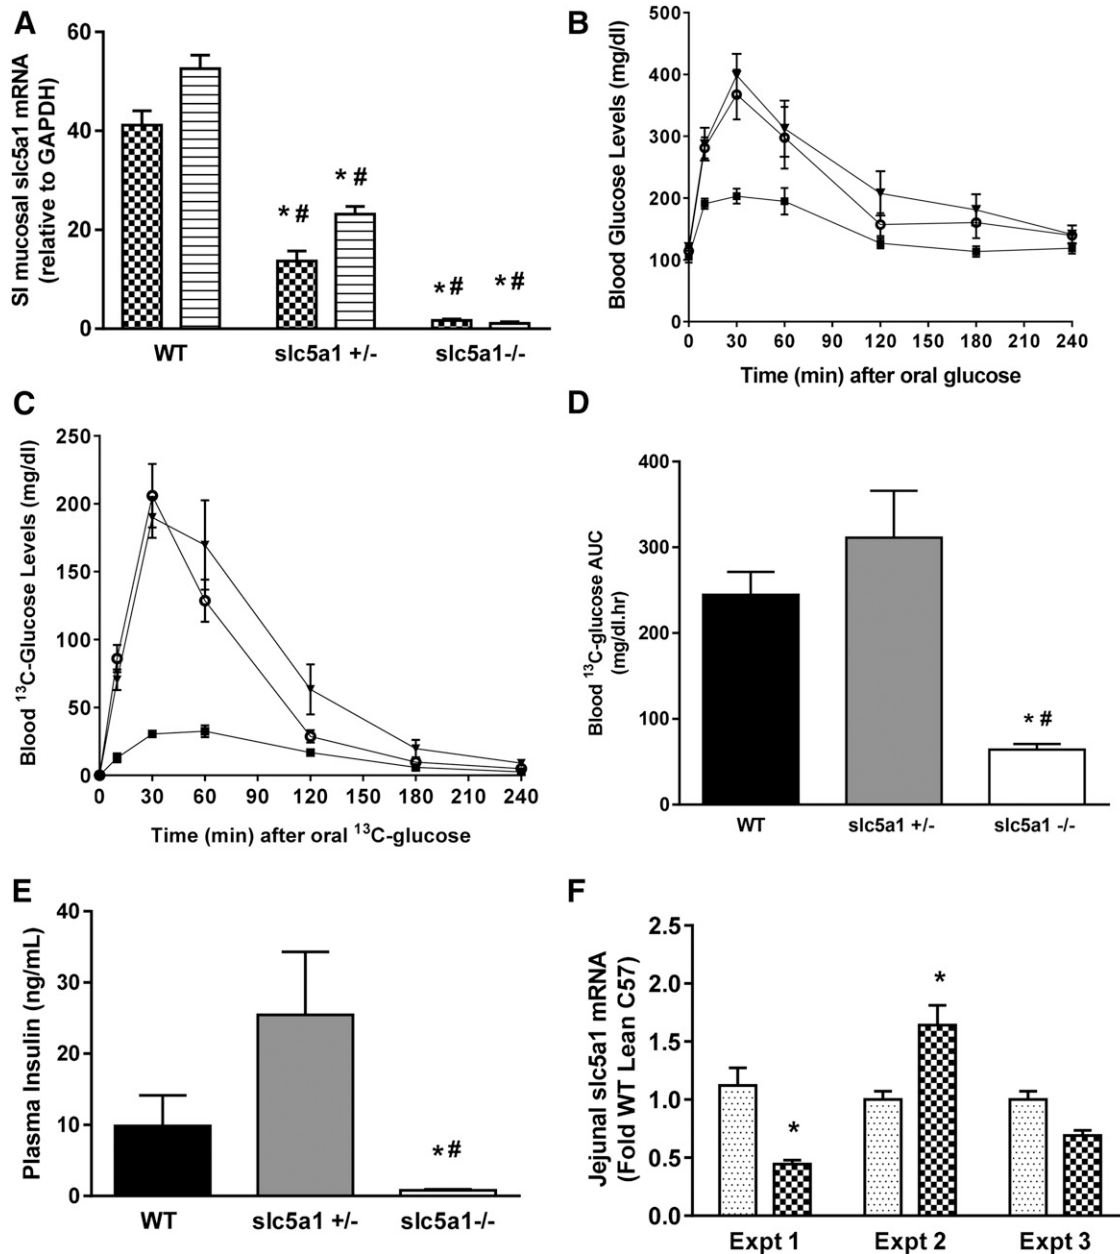 A
SI mucosal slc5a1 mRNA
(relative to GAPDH)
60
40
20
0
* #
* #
* #
* #
WT
slc5a1 +/-
slc5a1-/-
B
Blood Glucose Levels (mg/dl)
500
400
300
200
100
0
0 30 60 90 120 150 180 210 240
Time (min) after oral glucose
C
Blood 13C-Glucose Levels (mg/dl)
250
200
150
100
50
0
0 30 60 90 120 150 180 210 240
Time (min) after oral 13C-glucose
D
Blood 13C-glucose AUC
(mg/dl.hr)
400
300
200
100
0
* #
WT
slc5a1 +/-
slc5a1 -/-
E
Plasma Insulin (ng/mL)
40
30
20
10
0
* #
WT
slc5a1 +/-
slc5a1-/-
F
Jejunal slc5a1 mRNA
(Fold WT Lean C57)
2.5
2.0
1.5
1.0
0.5
0.0
*
*
Expt 1
Expt 2
Expt 3